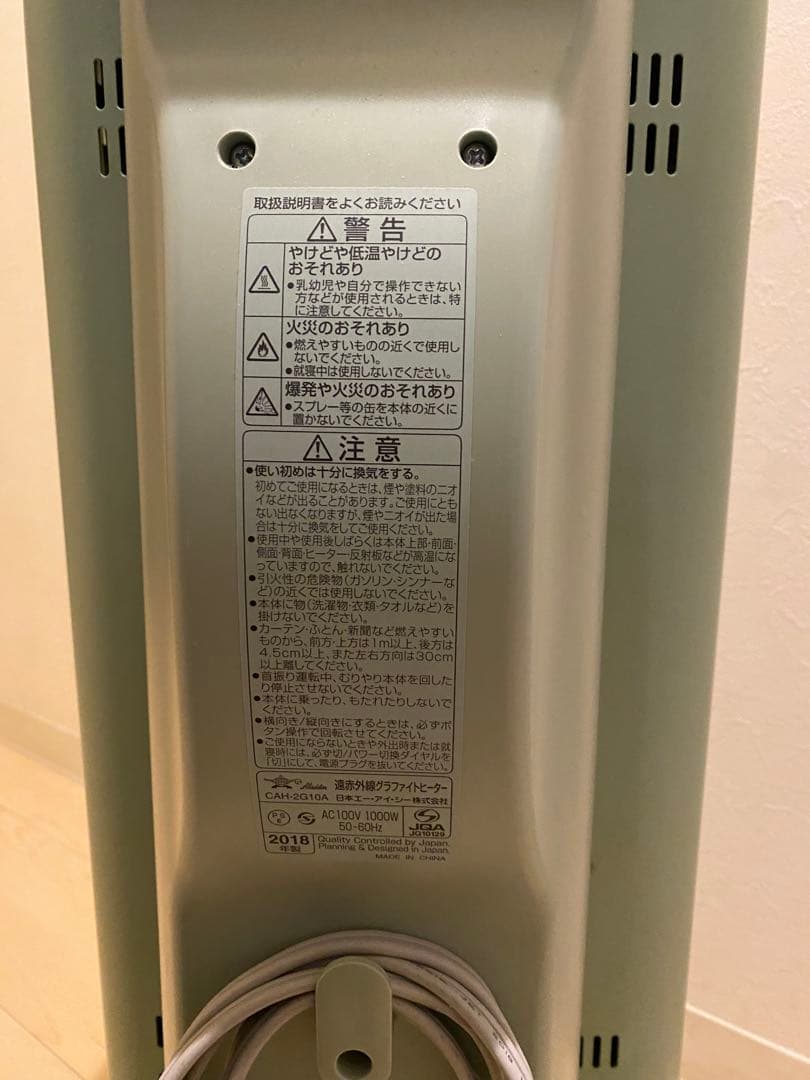 取扱説明書をよくお読みください
警告
やけどや低温やけどの
おそれあり
●乳幼児や自分で操作できない
方などが使用されるときは、特
に注意してください。
火災のおそれあり
●燃えやすいものの近くで使用し
ないでください。
●就寝中は使用しないでください。
爆発や火災のおそれあり
●スプレー等の缶を本体の近くに
置かないでください。
注意
●使い初めは十分に換気をする。
初めてご使用になるときは、煙や塗料のニオ
イなどが出ることがあります。ご使用にとも
ない出なくなりますが、煙やニオイが出た場
合は十分に換気をしてご使用ください。
●使用中や使用後しばらくは本体上部・前面・
側面・背面・ヒーター・反射板などが高温にな
っていますので、触れないでください。
●引火性の危険物(ガソリン・シンナーな
ど)の近くでは使用しないでください。
●本体に物(洗濯物・衣類・タオルなど)を
掛けないでください。
●カーテン・ふとん・新聞など燃えやすい
ものから、前方・上方は1m以上、後方は
4.5cm以上、また左右方向は30cm
以上離してください。
●首振り運転中、むりやり本体を回した
り停止させないでください。
●本体に乗ったり、もたれたりしないで
ください。
●横向き/縦向きにするときは、必ずボ
タン操作で回転させてください。
●ご使用にならないときや外出時または就
寝時には、必ず切/パワー切換ダイヤルを
「切」にして、電源プラグを抜いてください。
Aladdin 遠赤外線グラファイトヒーター
CAH-2G10A 日本エー・アイ・シー株式会社
PSE AC100V 1000W
50-60Hz
JQA
JQ10129
2018
年製
Quality Controlled by Japan.
Planning & Designed in Japan.
MADE IN CHINA